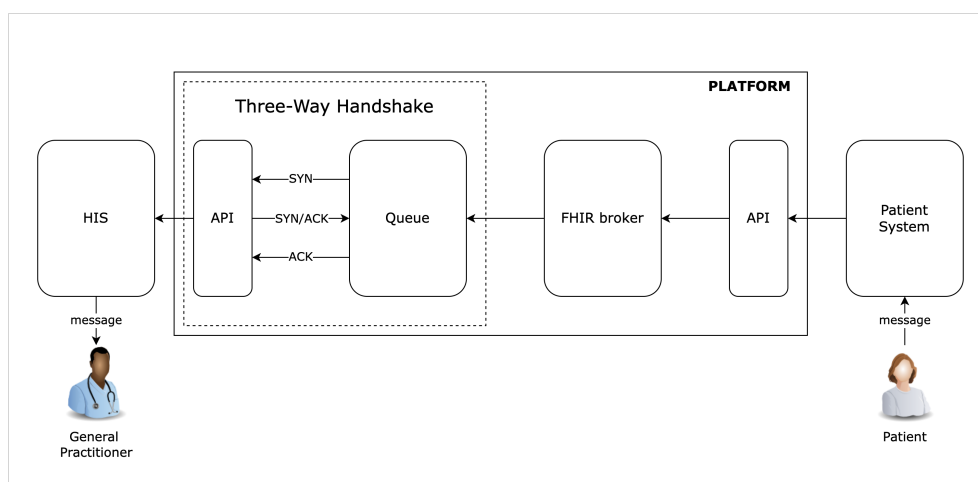 PLATFORM
Three-Way Handshake
HIS
API
SYN
SYN/ACK
ACK
Queue
FHIR broker
API
Patient
System
message
message
General
Practitioner
Patient